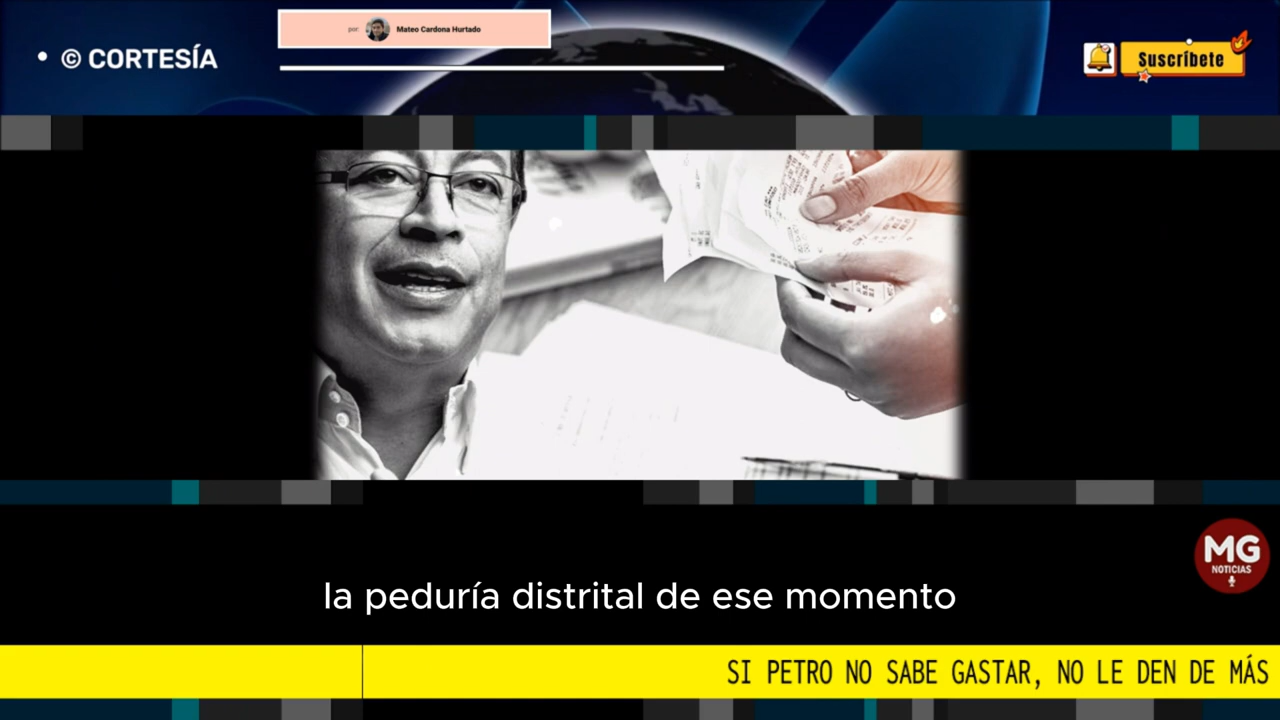 por: Mateo Cardona Hurtado
• © CORTESÍA
Suscríbete
MG
NOTICIAS
la peduría distrital de ese momento
SI PETRO NO SABE GASTAR, NO LE DEN DE MÁS